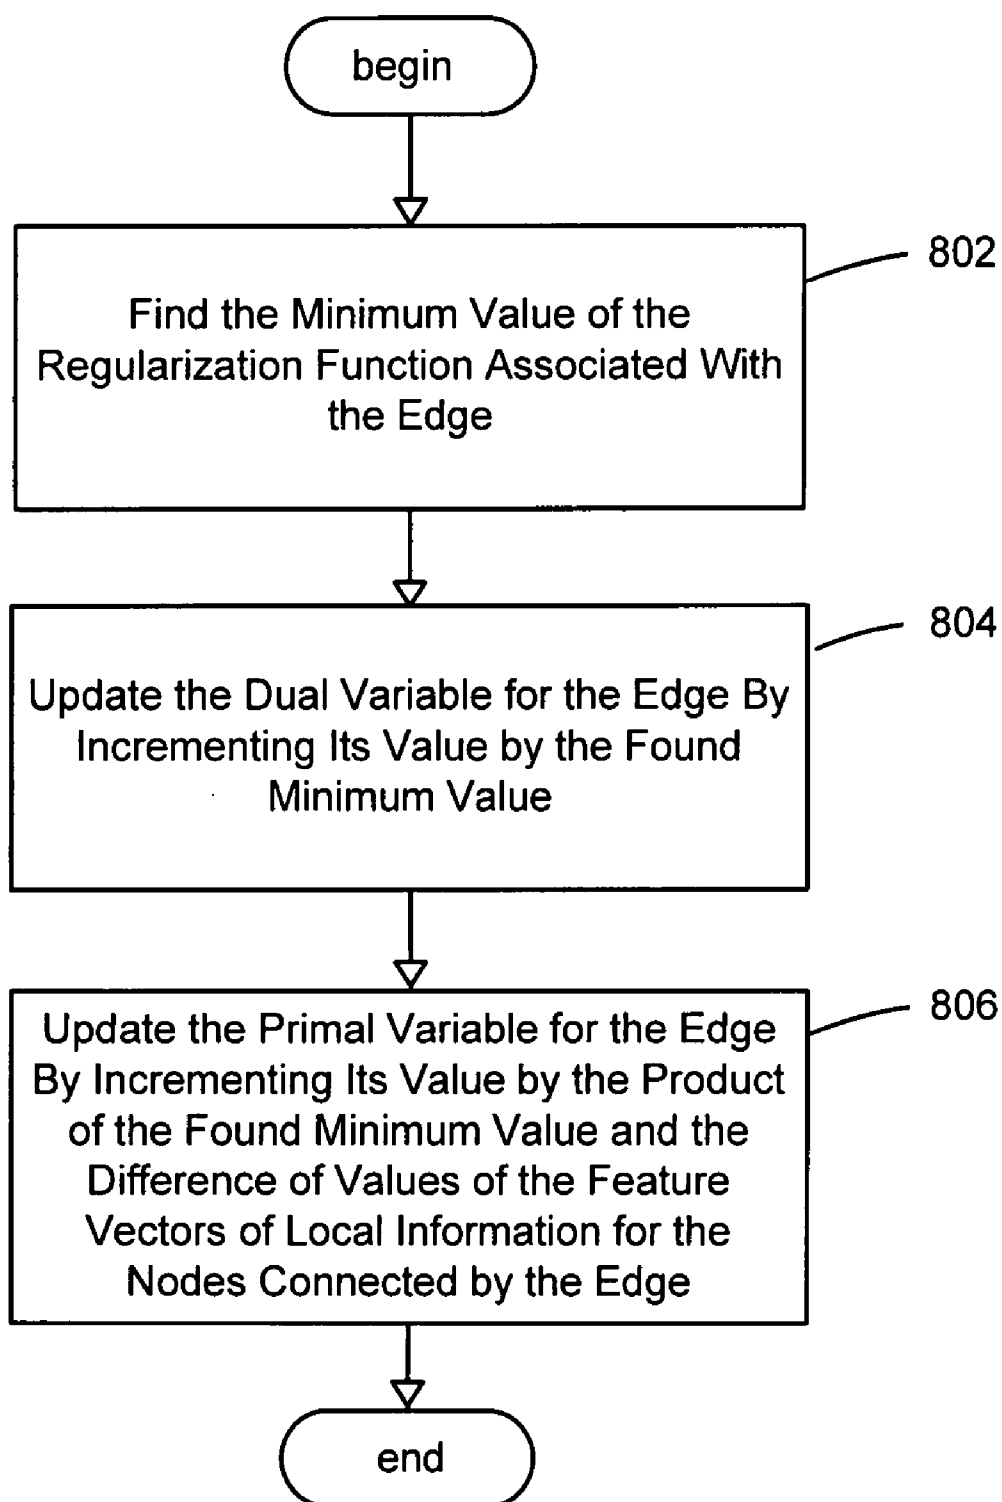 begin
802
Find the Minimum Value of the
Regularization Function Associated With
the Edge
804
Update the Dual Variable for the Edge By
Incrementing Its Value by the Found
Minimum Value
806
Update the Primal Variable for the Edge
By Incrementing Its Value by the Product
of the Found Minimum Value and the
Difference of Values of the Feature
Vectors of Local Information for the
Nodes Connected by the Edge
end